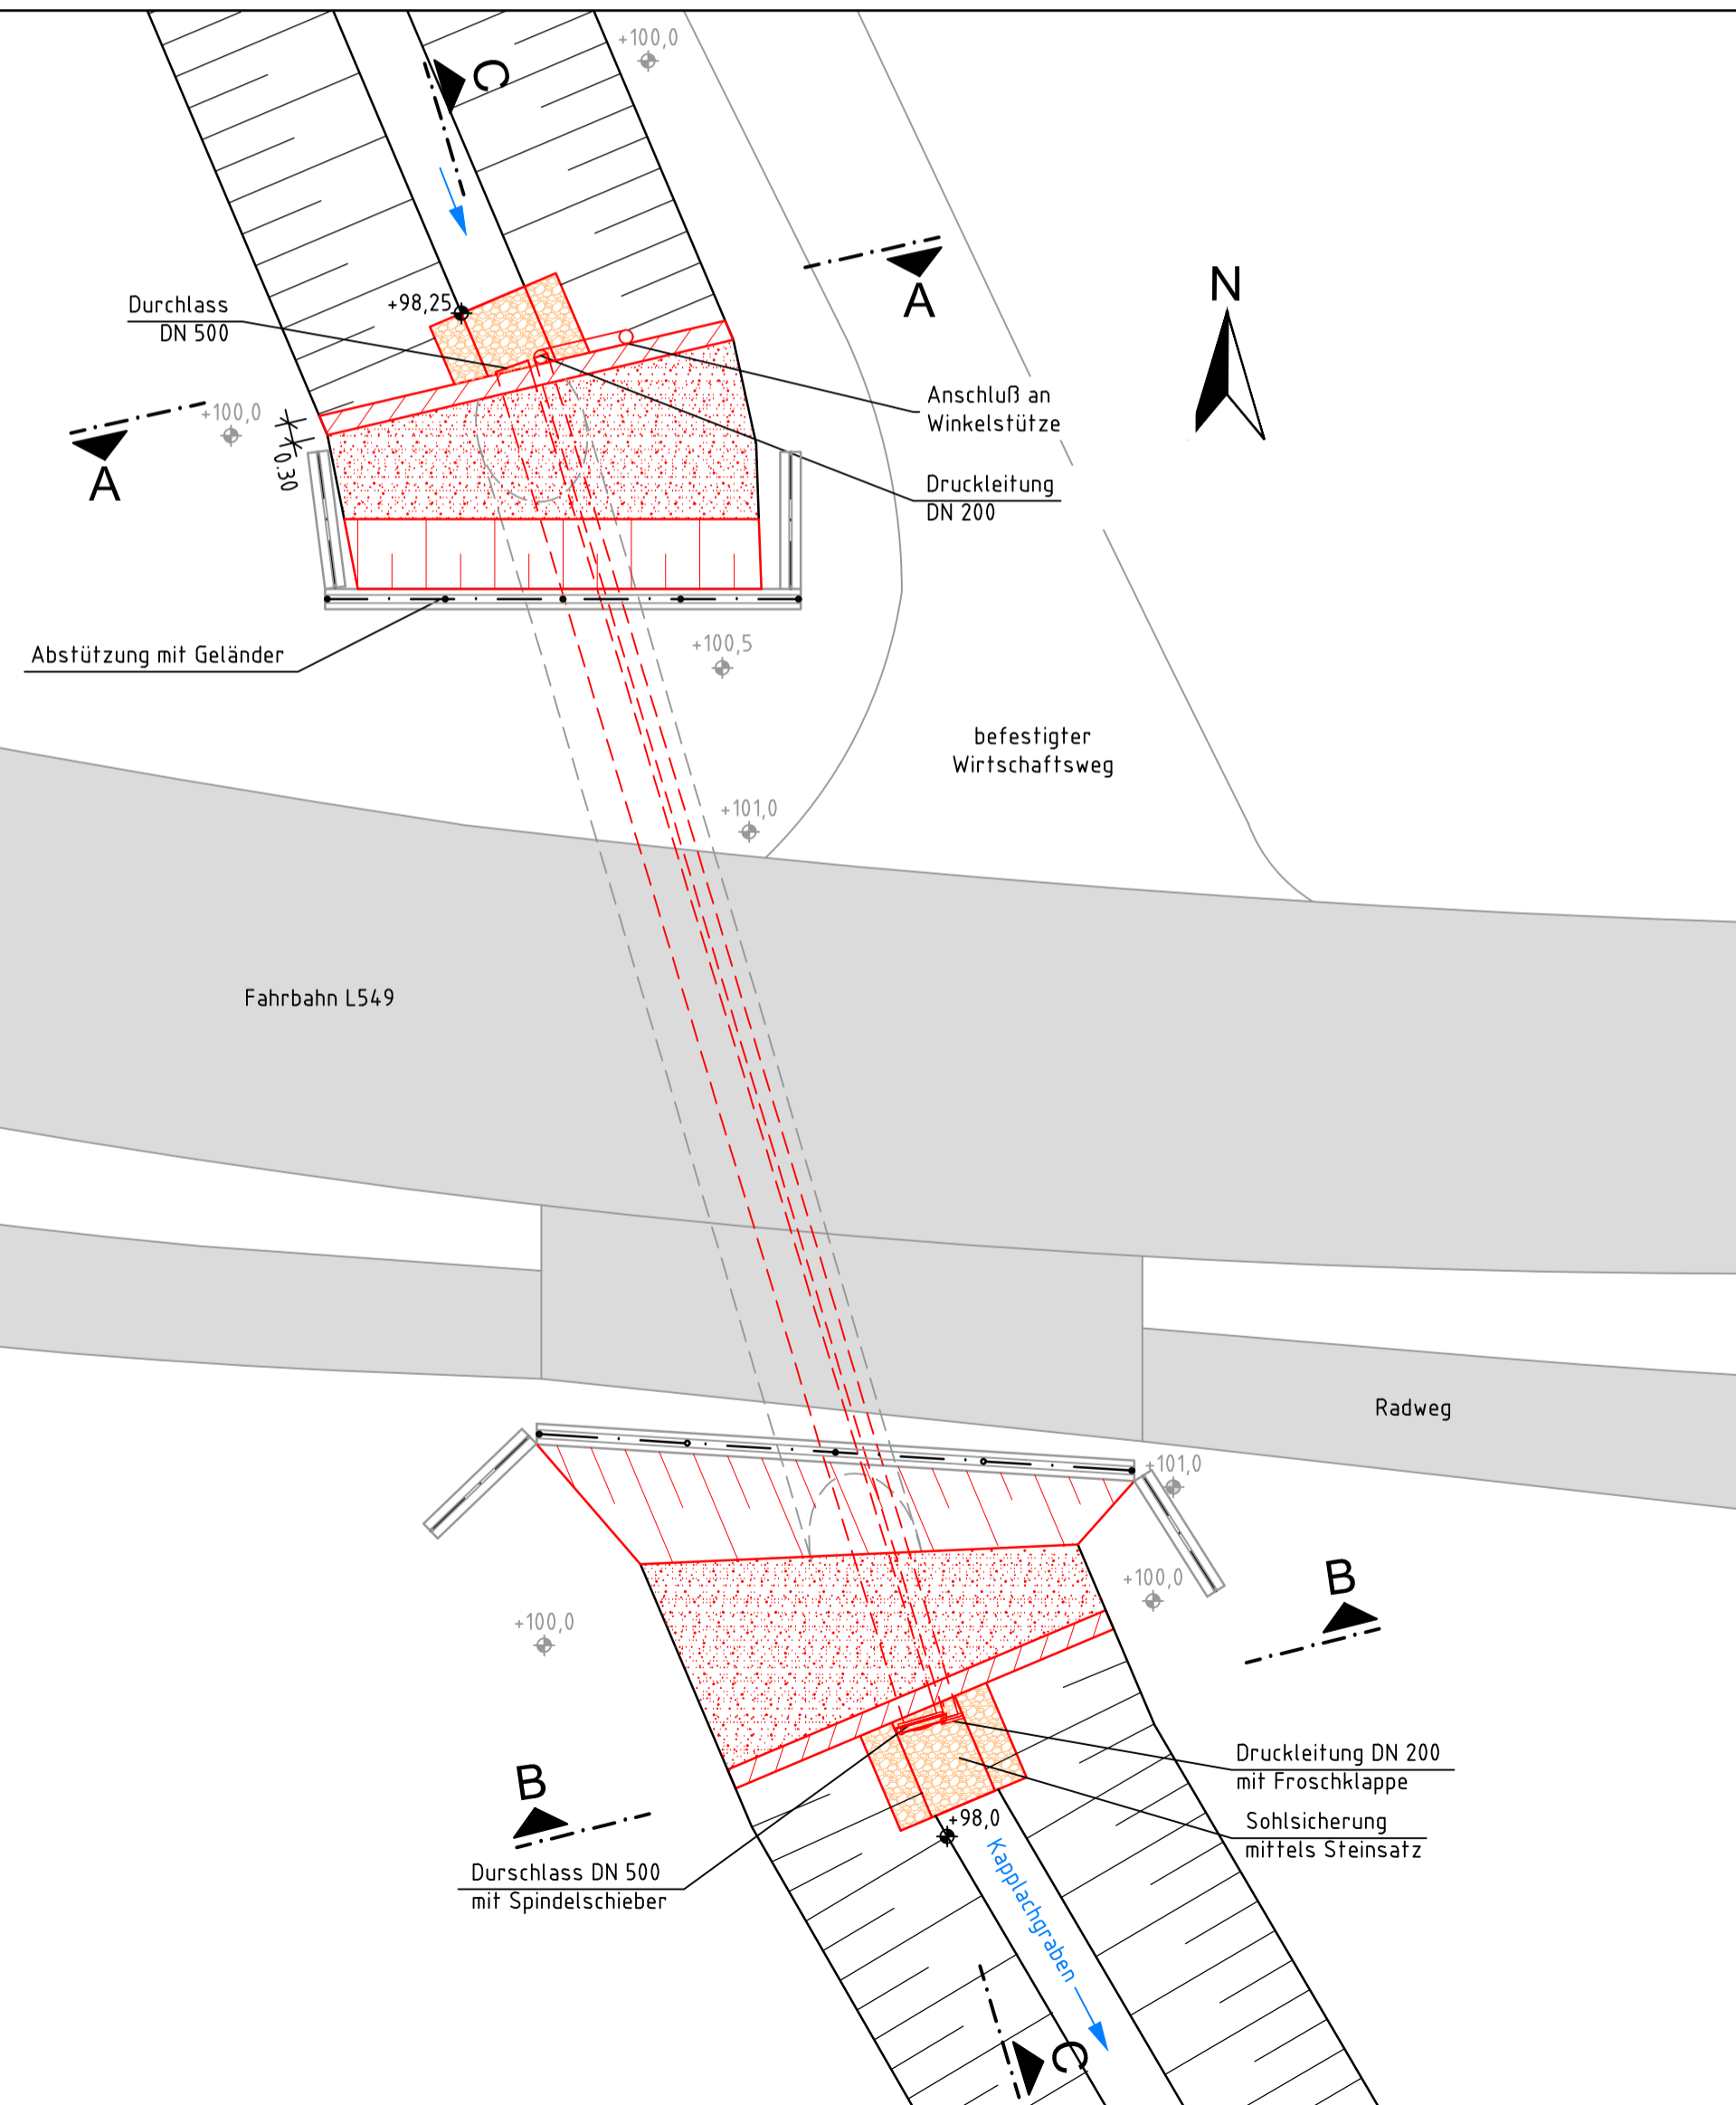 +100,0
C
N
A
+98,25
Durchlass
DN 500
Anschluß an
Winkelstütze
+100,0
A
0.30
Druckleitung
DN 200
Abstützung mit Geländer
+100,5
befestigter
Wirtschaftsweg
+101,0
Fahrbahn L549
Radweg
+101,0
+100,0
B
+100,0
Druckleitung DN 200
mit Froschklappe
B
+98,0
Sohlsicherung
mittels Steinsatz
Durschlass DN 500
mit Spindelschieber
Kapplachgraben
C